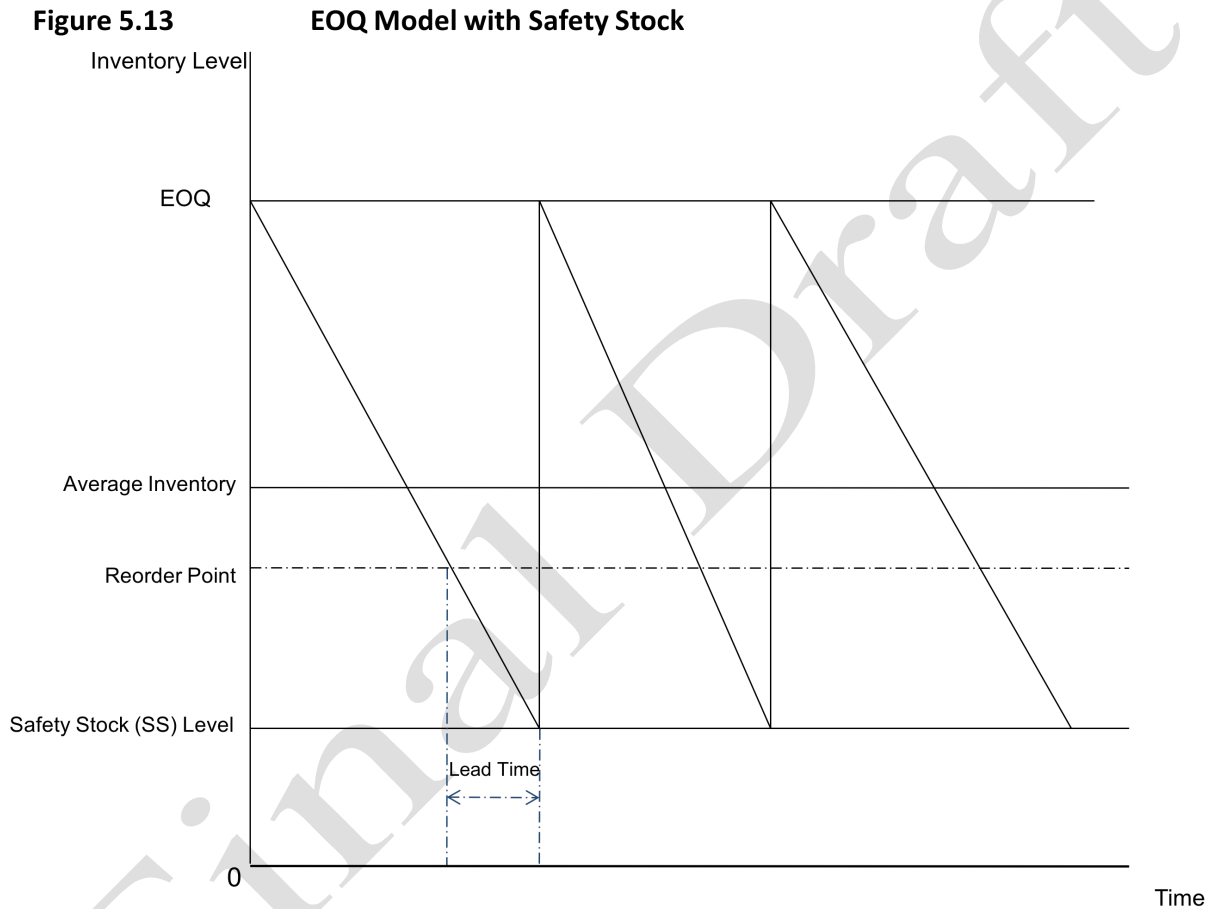 Figure 5.13 EOQ Model with Safety Stock
Inventory Level
EOQ
Average Inventory
Reorder Point
Safety Stock (SS) Level
Lead Time
0
Time
Final Draft